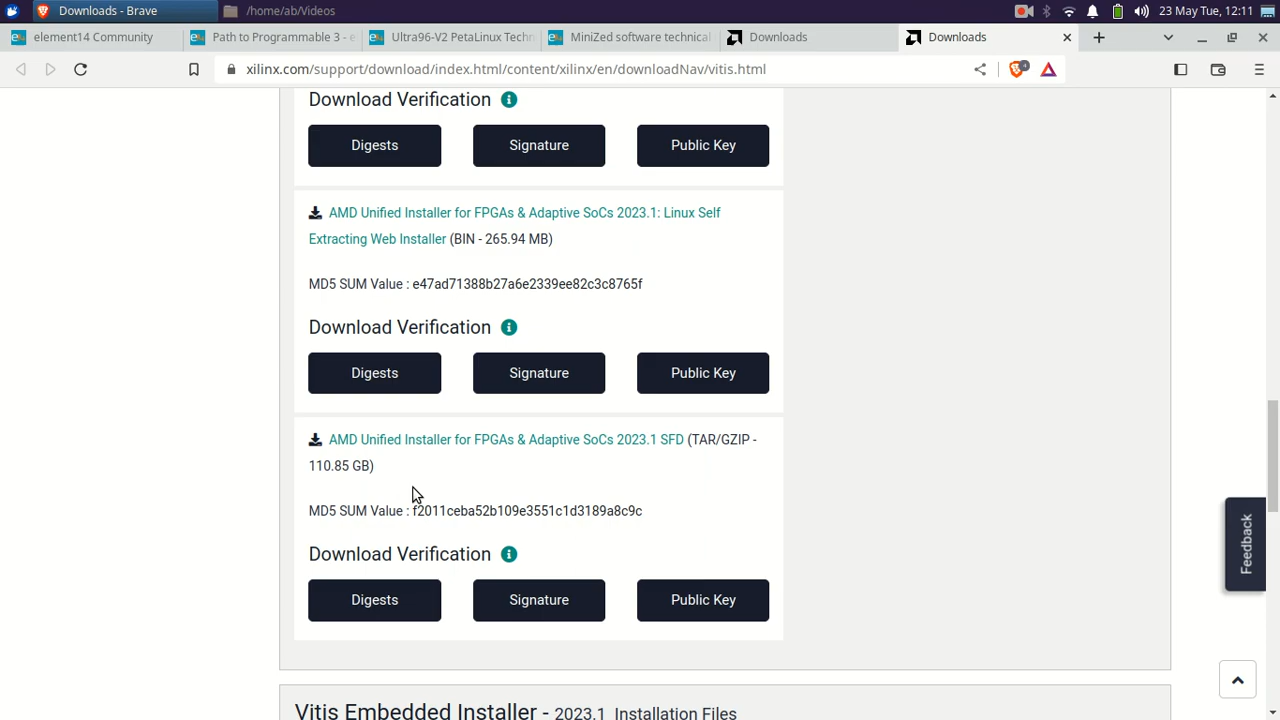 Downloads - Brave
/home/ab/Videos
23 May Tue, 12:11
element14 Community
Path to Programmable 3 - e
Ultra96-V2 PetaLinux Techn
MiniZed software technical
Downloads
Downloads
xilinx.com/support/download/index.html/content/xilinx/en/downloadNav/vitis.html
4
Download Verification
Digests
Signature
Public Key
AMD Unified Installer for FPGAs & Adaptive SoCs 2023.1: Linux Self
Extracting Web Installer (BIN - 265.94 MB)
MD5 SUM Value : e47ad71388b27a6e2339ee82c3c8765f
Download Verification
Digests
Signature
Public Key
AMD Unified Installer for FPGAs & Adaptive SoCs 2023.1 SFD (TAR/GZIP -
110.85 GB)
MD5 SUM Value : f2011ceba52b109e3551c1d3189a8c9c
Download Verification
Digests
Signature
Public Key
Feedback
Vitis Embedded Installer - 2023.1 Installation Files